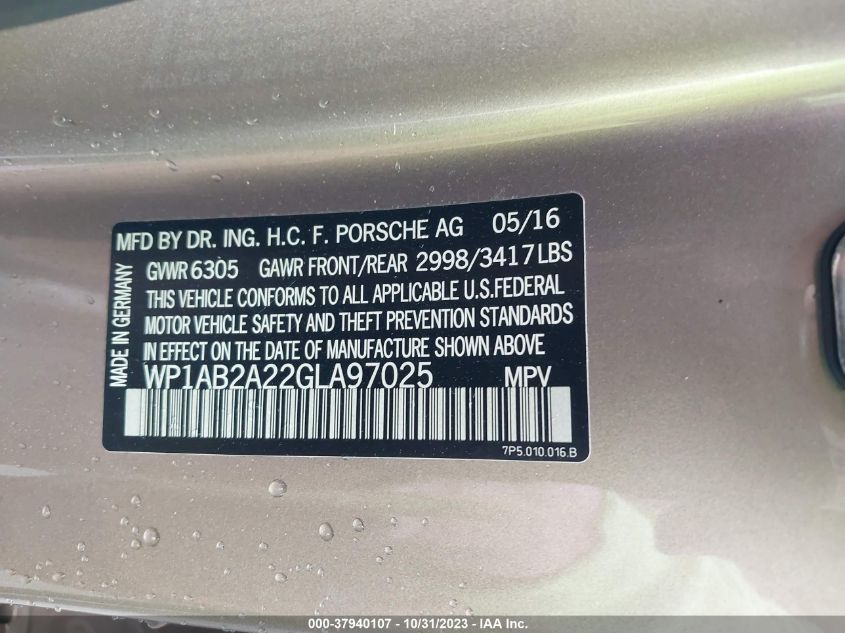 MFD BY DR. ING. H.C. F. PORSCHE AG 05/16
GVWR 6305 GAWR FRONT/REAR 2998/3417 LBS
THIS VEHICLE CONFORMS TO ALL APPLICABLE U.S.FEDERAL
MOTOR VEHICLE SAFETY AND THEFT PREVENTION STANDARDS
IN EFFECT ON THE DATE OF MANUFACTURE SHOWN ABOVE
WP1AB2A22GLA97025 MPV
7P5.010.016.B
MADE IN GERMANY
000-37940107 - 10/31/2023 - IAA Inc.